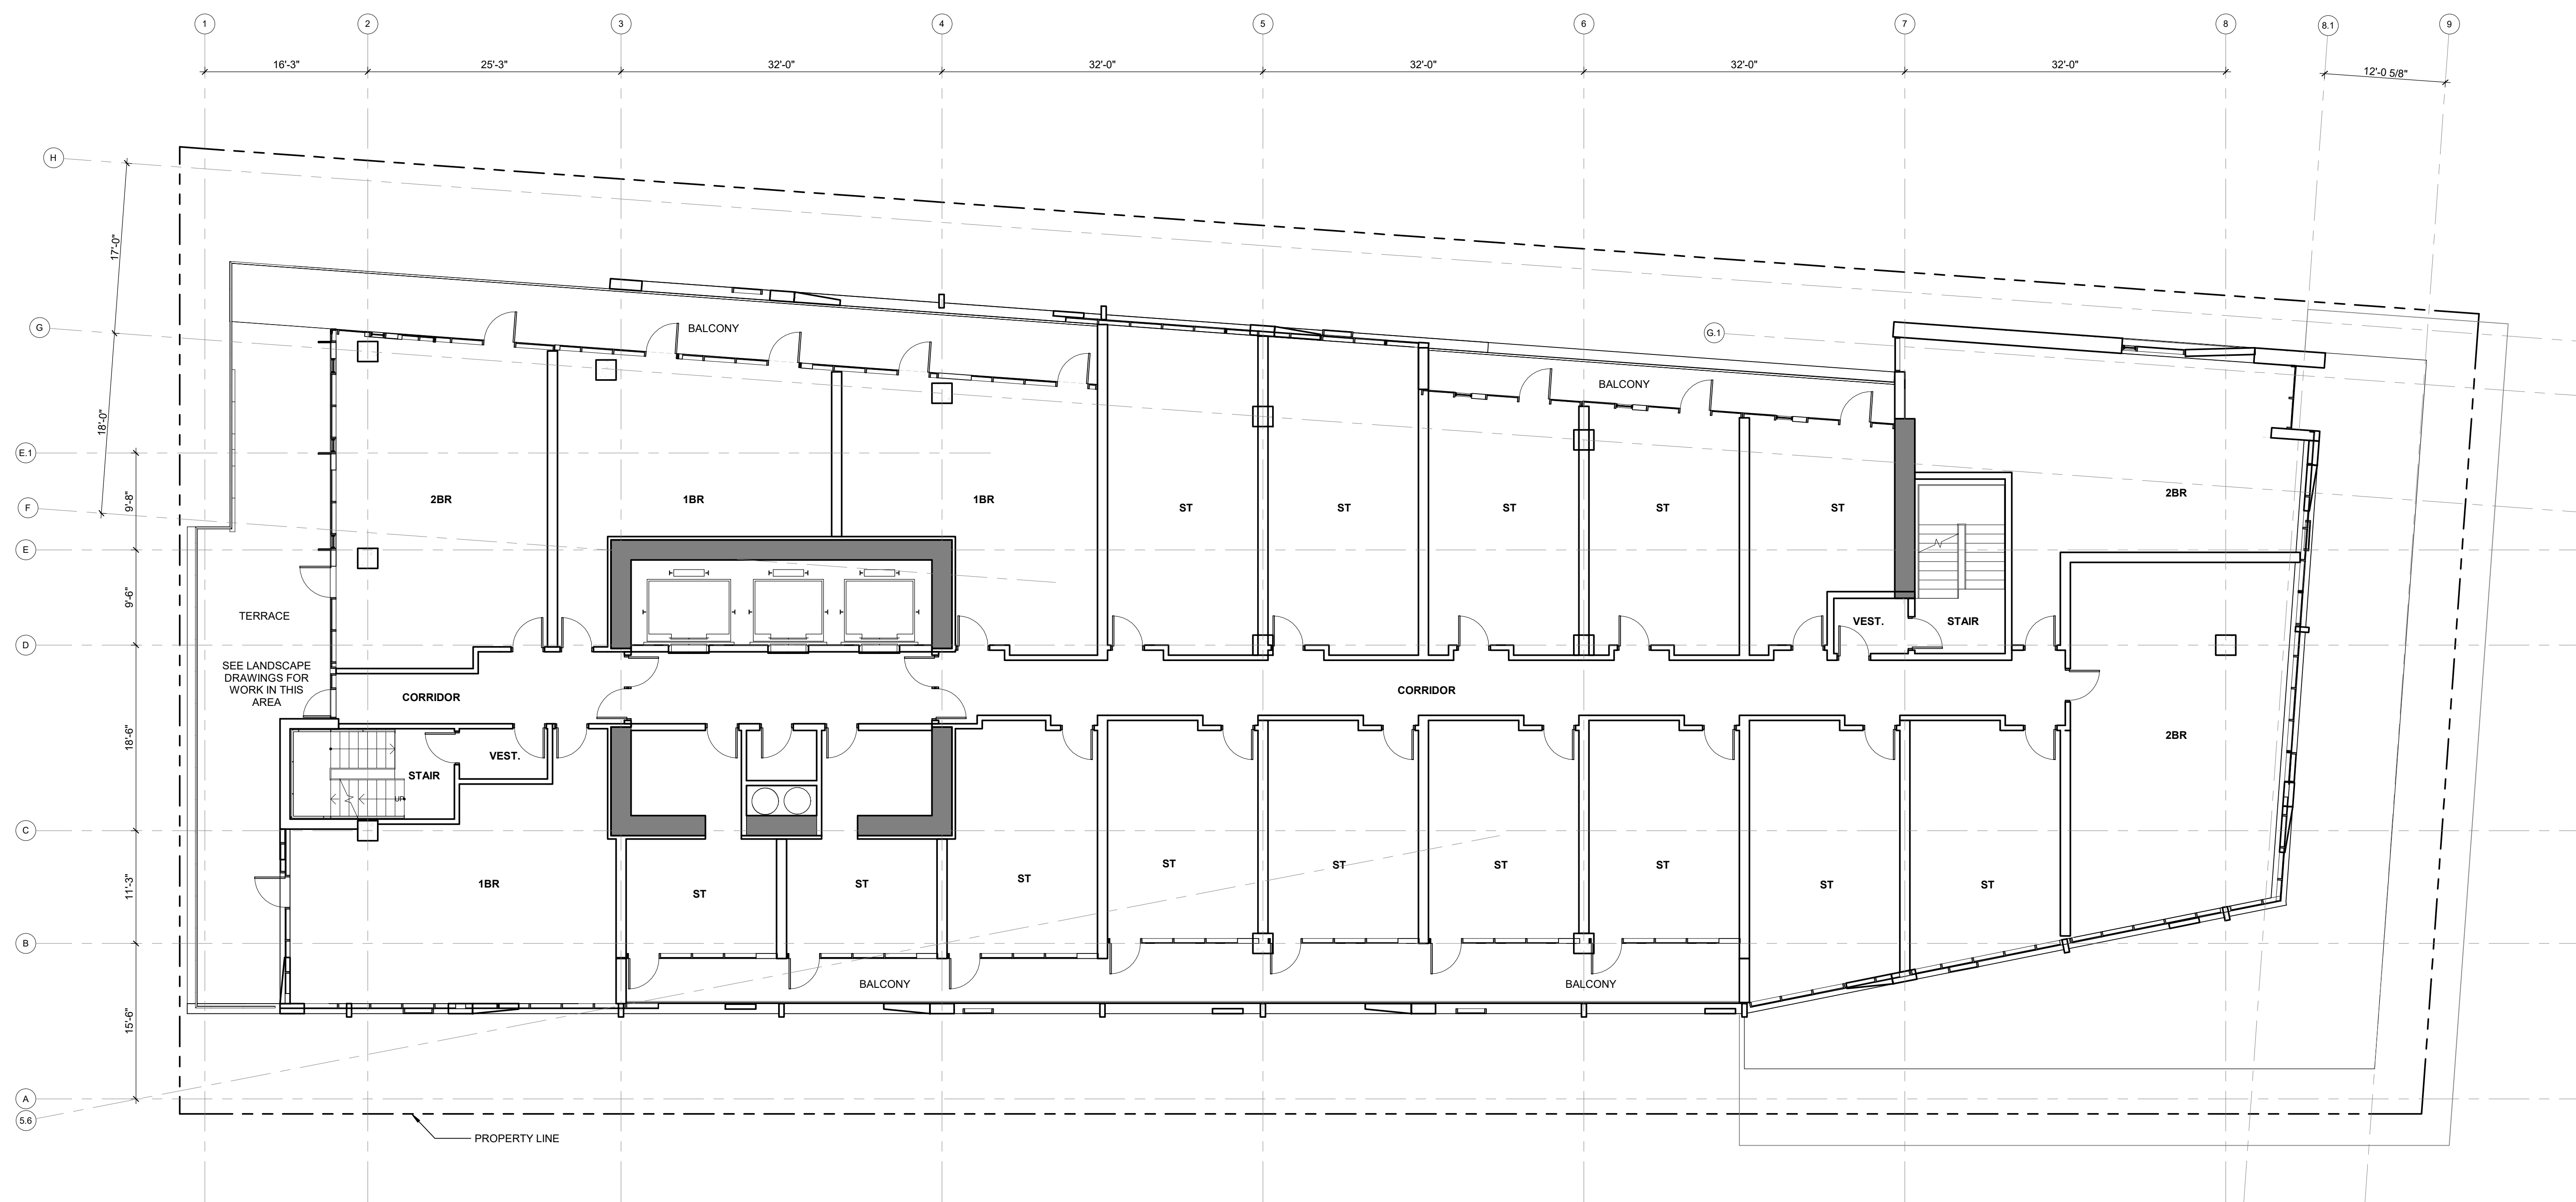 1
2
3
4
5
6
7
8
8.1
9
16'-3"
25'-3"
32'-0"
32'-0"
32'-0"
32'-0"
32'-0"
12'-0 5/8"
H
17'-0"
G
BALCONY
G.1
BALCONY
18'-0"
E.1
9'-8"
F
2BR
1BR
1BR
ST
ST
ST
ST
ST
2BR
E
9'-6"
TERRACE
VEST.
STAIR
D
SEE LANDSCAPE
DRAWINGS FOR
WORK IN THIS
AREA
CORRIDOR
CORRIDOR
18'-6"
VEST.
STAIR
UP
2BR
C
11'-3"
1BR
ST
ST
ST
ST
ST
ST
ST
ST
ST
B
BALCONY
BALCONY
15'-6"
A
5.6
PROPERTY LINE